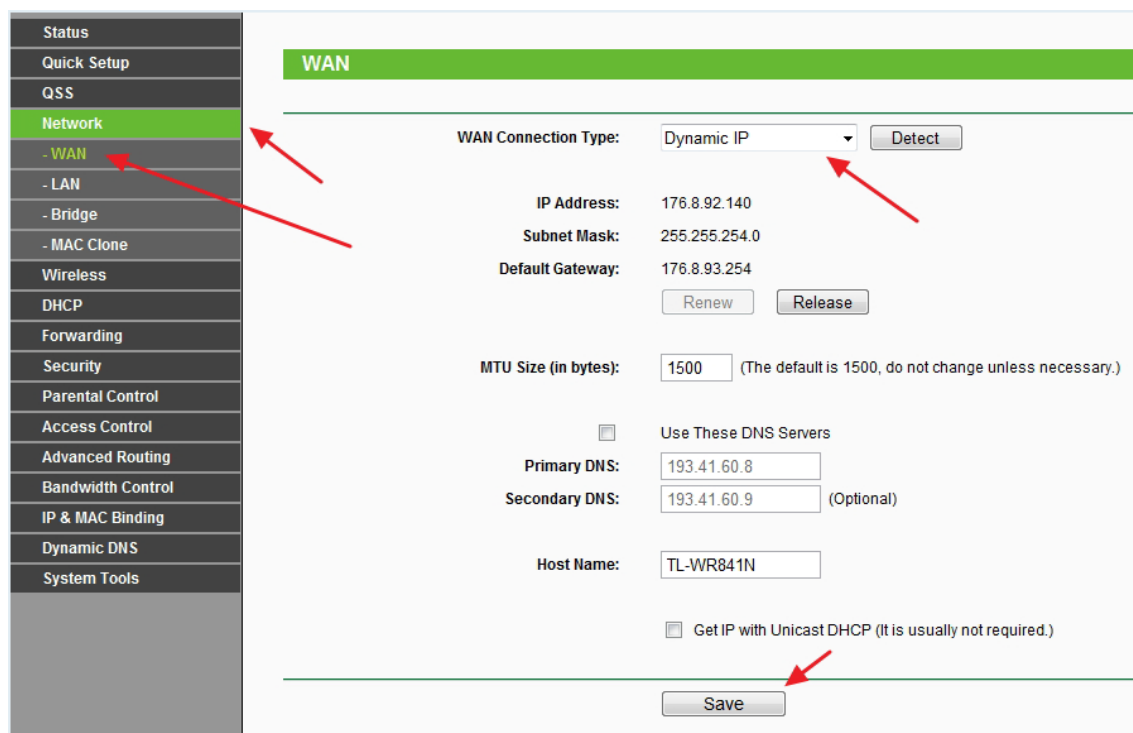 Status
Quick Setup
QSS
Network
- WAN
- LAN
- Bridge
- MAC Clone
Wireless
DHCP
Forwarding
Security
Parental Control
Access Control
Advanced Routing
Bandwidth Control
IP & MAC Binding
Dynamic DNS
System Tools
WAN
WAN Connection Type: Dynamic IP Detect
IP Address: 176.8.92.140
Subnet Mask: 255.255.254.0
Default Gateway: 176.8.93.254
Renew Release
MTU Size (in bytes): 1500 (The default is 1500, do not change unless necessary.)
Use These DNS Servers
Primary DNS: 193.41.60.8
Secondary DNS: 193.41.60.9 (Optional)
Host Name: TL-WR841N
Get IP with Unicast DHCP (It is usually not required.)
Save